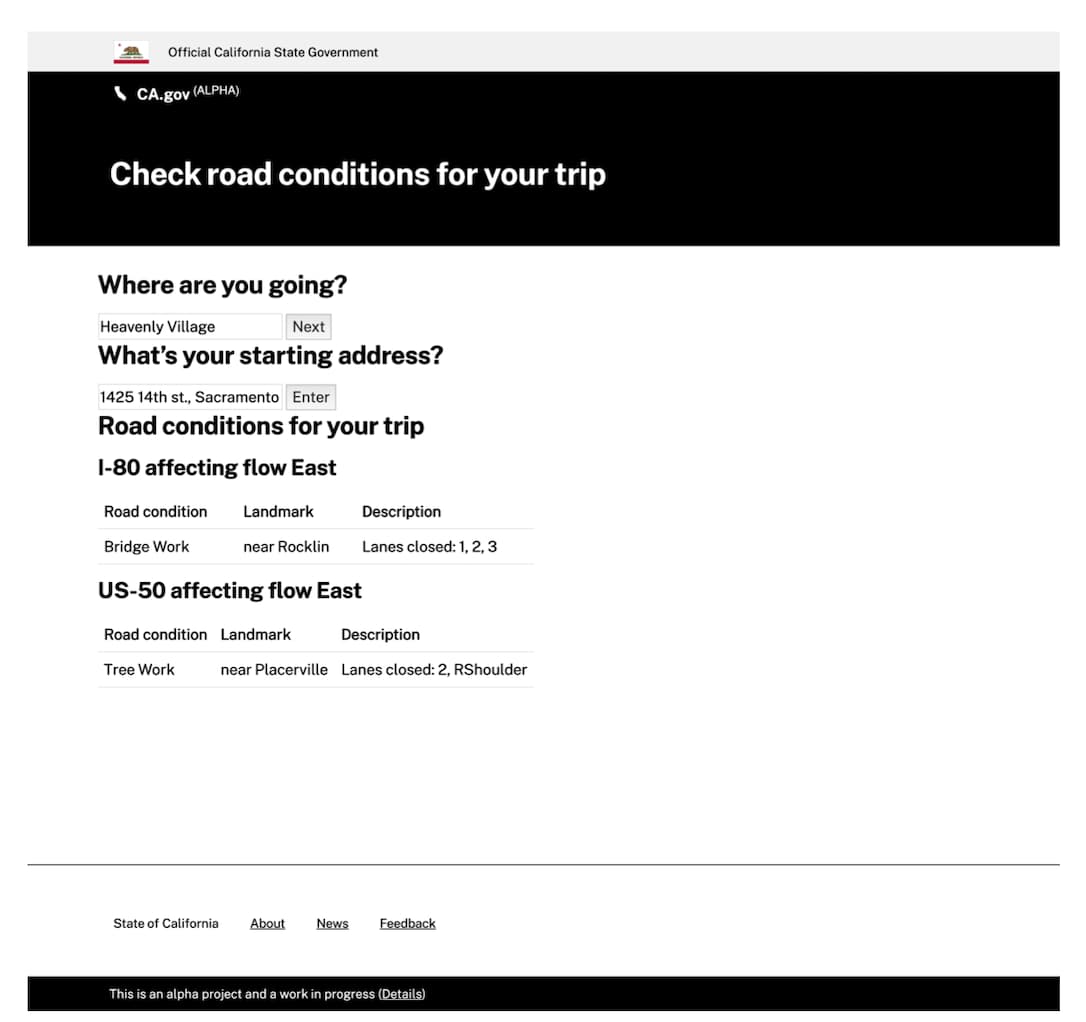 Official California State Government
CA.gov (ALPHA)
Check road conditions for your trip
Where are you going?
Heavenly Village Next
What’s your starting address?
1425 14th st., Sacramento Enter
Road conditions for your trip
I-80 affecting flow East
Road condition Landmark Description
Bridge Work near Rocklin Lanes closed: 1, 2, 3
US-50 affecting flow East
Road condition Landmark Description
Tree Work near Placerville Lanes closed: 2, RShoulder
State of California About News Feedback
This is an alpha project and a work in progress (Details)